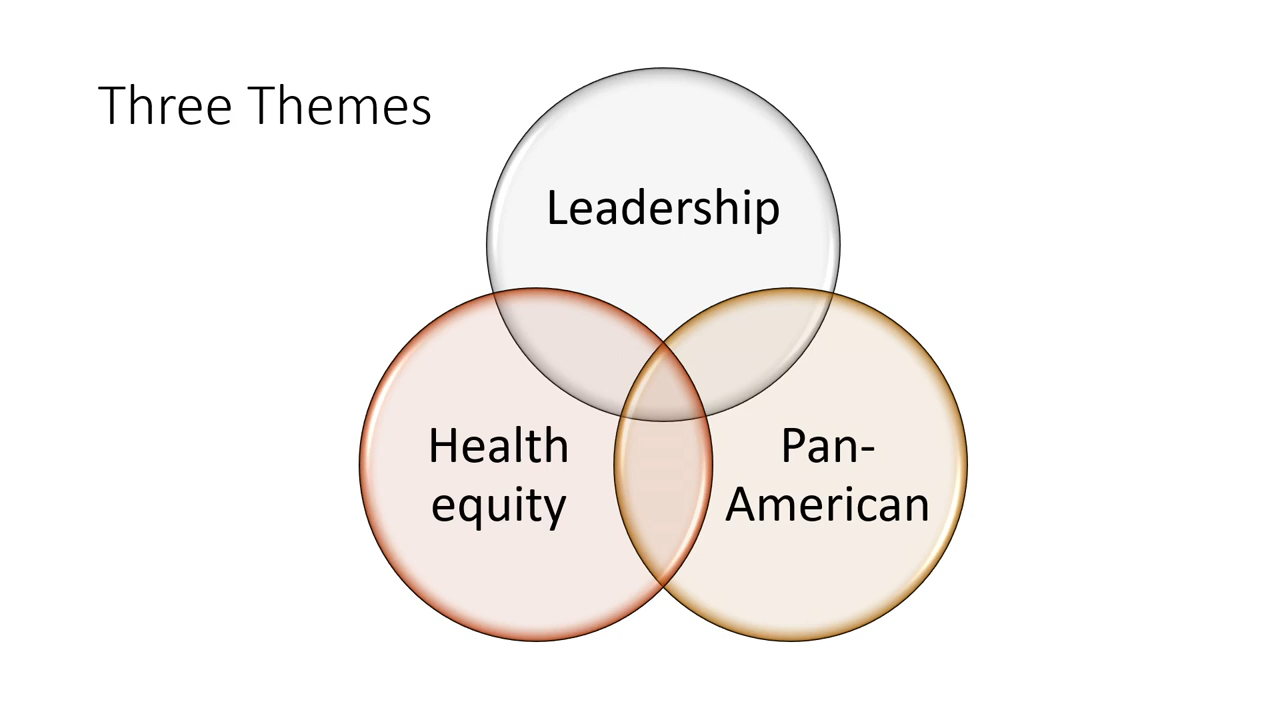 Three Themes
Leadership
Health
equity
Pan-
American